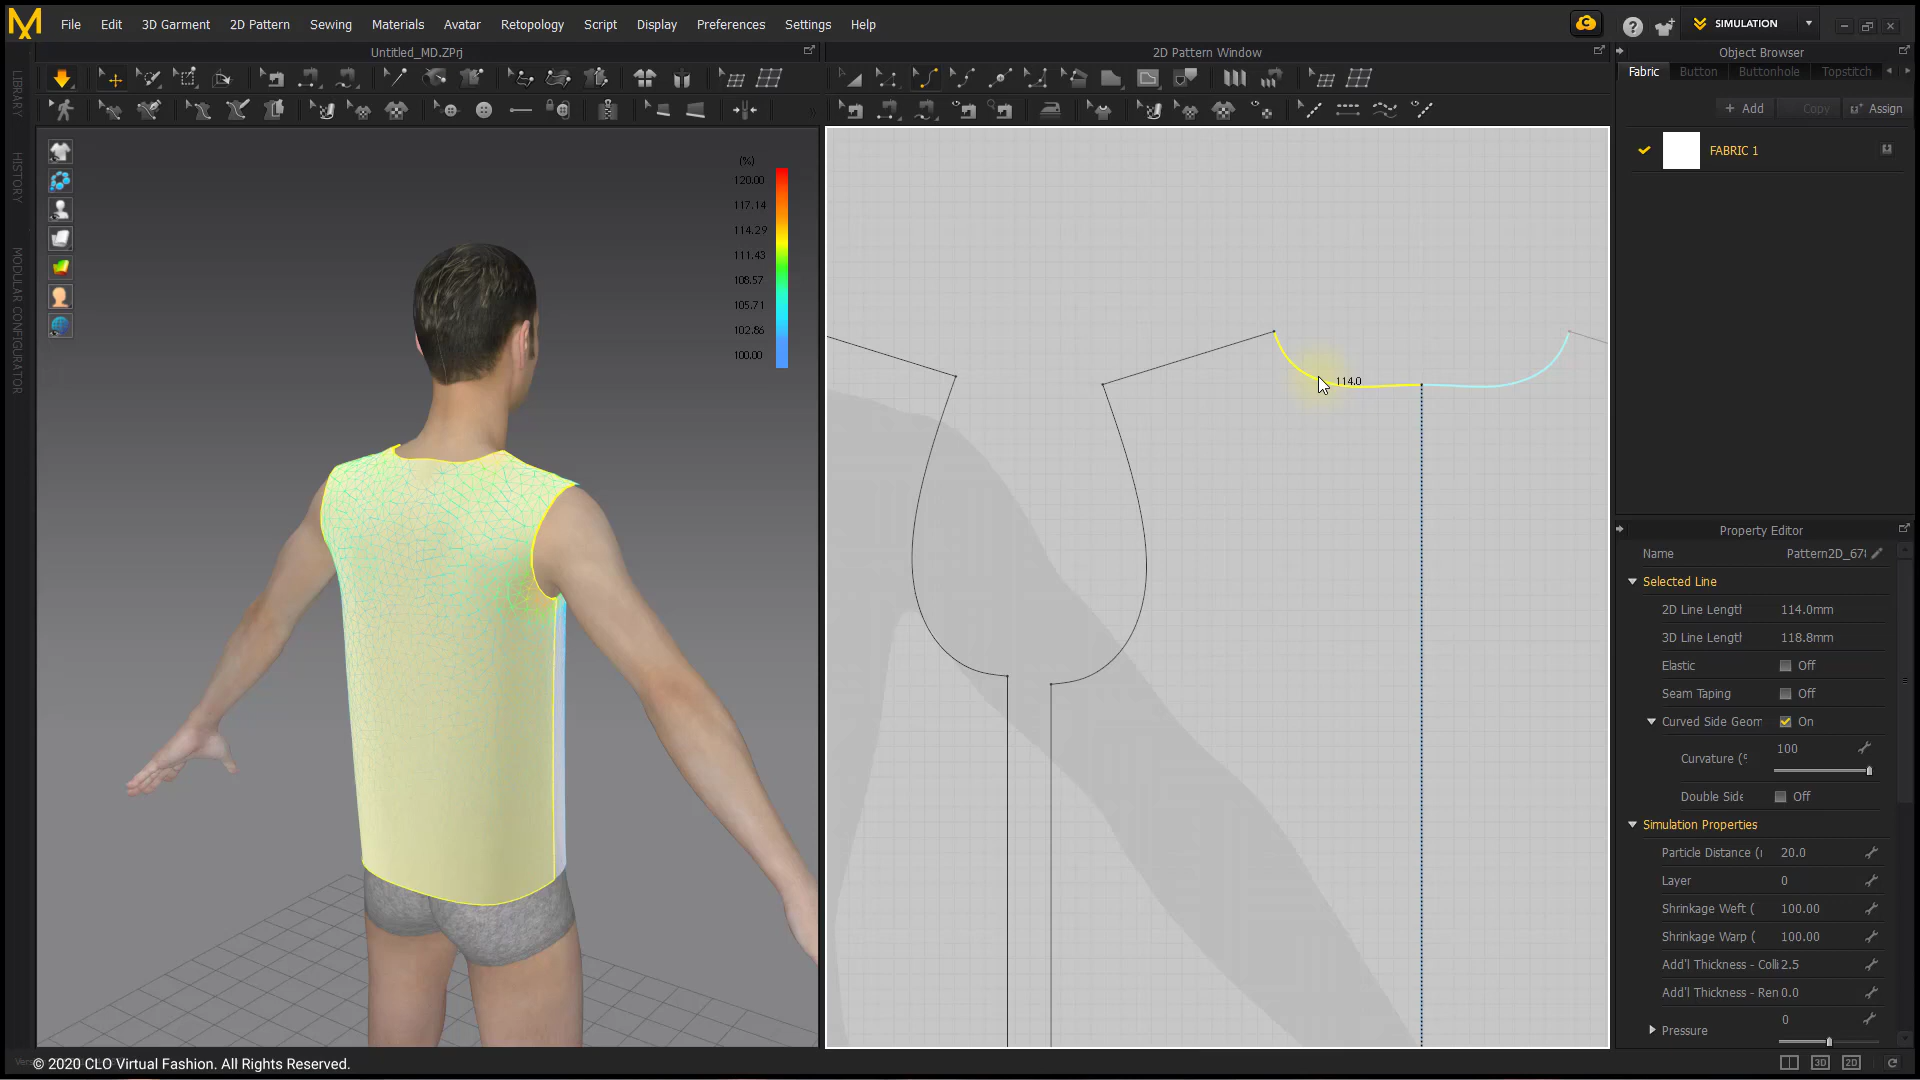 File Edit 3D Garment 2D Pattern Sewing Materials Avatar Retopology Script Display Preferences Settings Help
SIMULATION
Untitled_MD.ZPrj
2D Pattern Window
Object Browser
Fabric Button Buttonhole Topstitch
+ Add Copy Assign
FABRIC 1
LIBRARY
HISTORY
MODULAR CONFIGURATOR
(%)
120.00
117.14
114.29
111.43
108.57
105.71
102.86
100.00
114.0
Property Editor
Name Pattern2D_678
Selected Line
2D Line Length 114.0mm
3D Line Length 118.8mm
Elastic Off
Seam Taping Off
Curved Side Geom On
Curvature ( 100
Double Side Off
Simulation Properties
Particle Distance ( 20.0
Layer 0
Shrinkage Weft ( 100.00
Shrinkage Warp ( 100.00
Add'l Thickness - Colli 2.5
Add'l Thickness - Ren 0.0
Pressure 0
© 2020 CLO Virtual Fashion. All Rights Reserved.
3D 2D